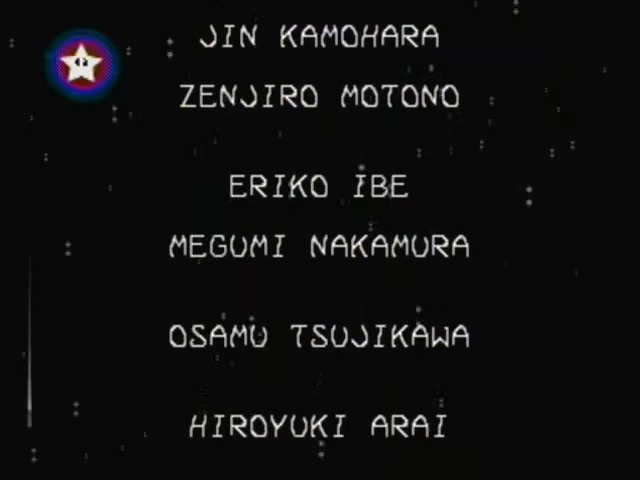 JIN KAMOHARA
ZENJIRO MOTONO
ERIKO IBE
MEGUMI NAKAMURA
OSAMU TSUJIKAWA
HIROYUKI ARAI